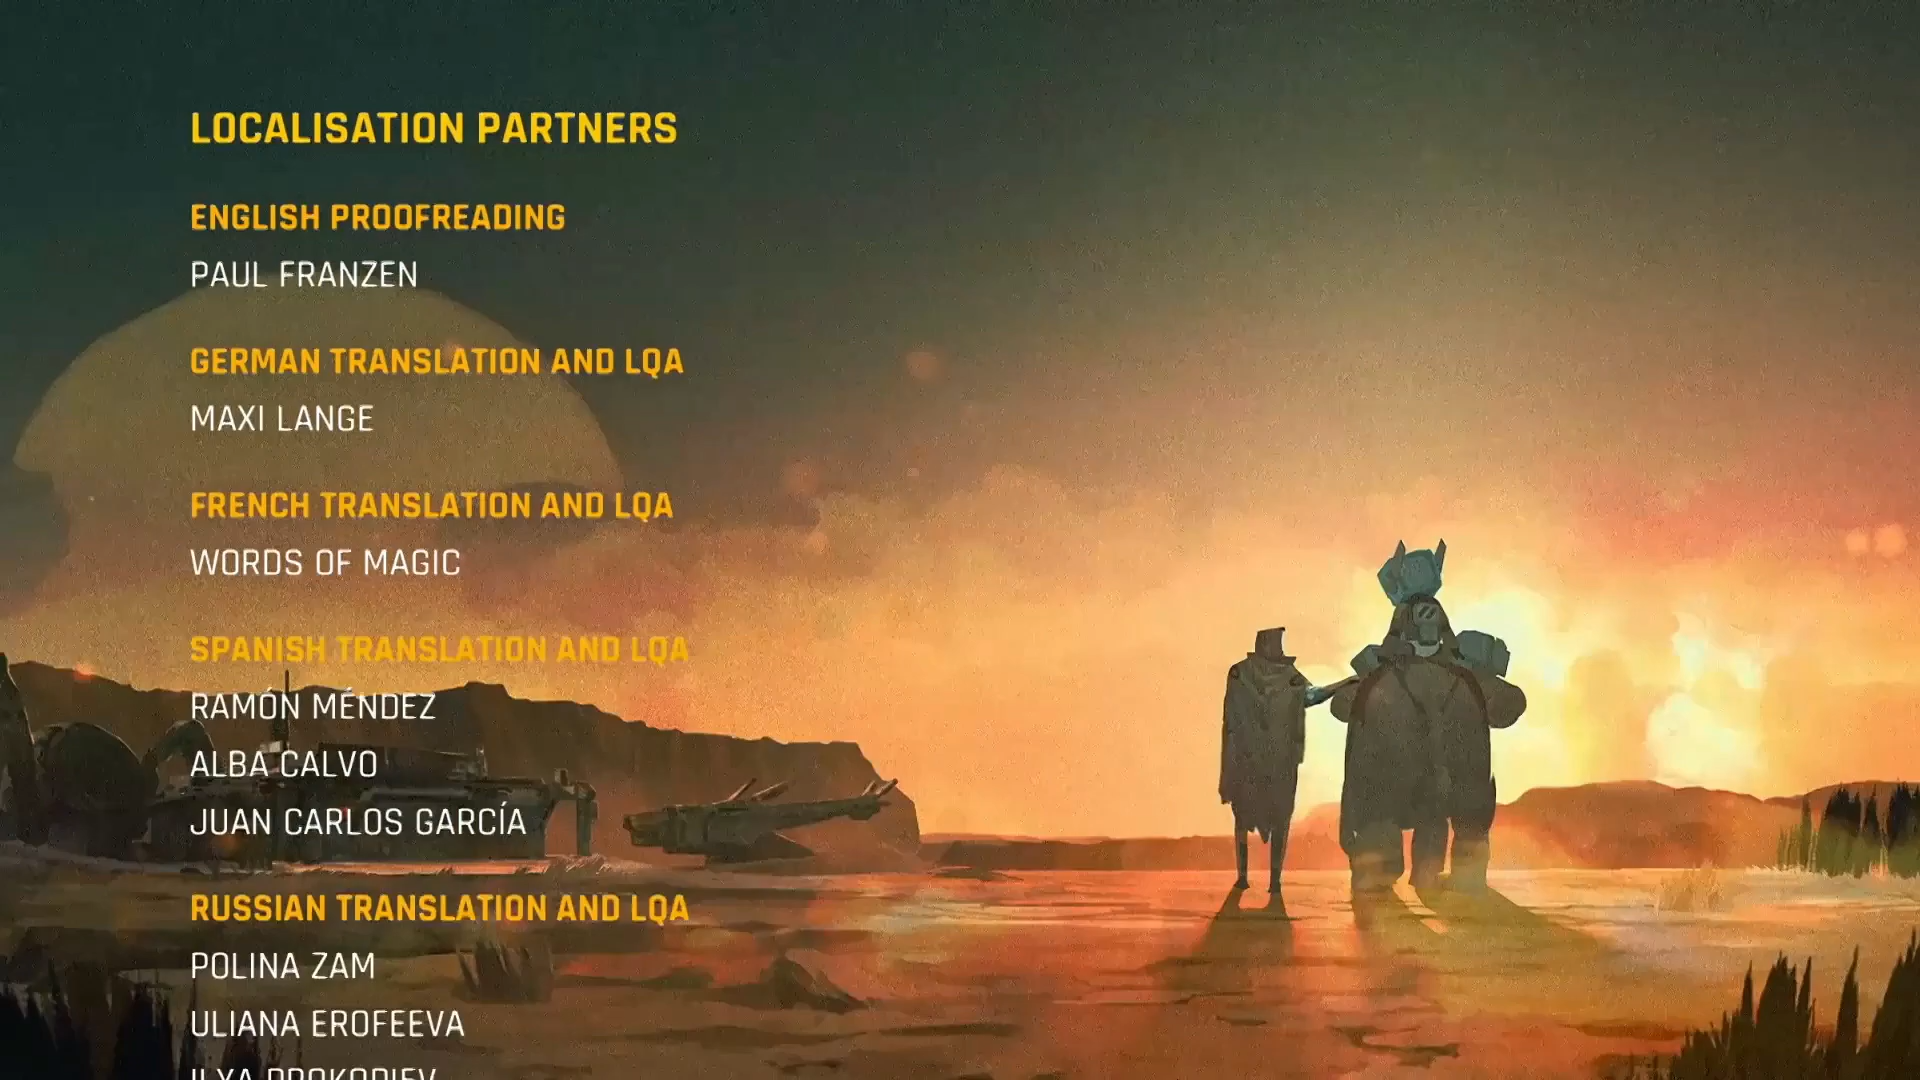 LOCALISATION PARTNERS
ENGLISH PROOFREADING
PAUL FRANZEN
GERMAN TRANSLATION AND LQA
MAXI LANGE
FRENCH TRANSLATION AND LQA
WORDS OF MAGIC
SPANISH TRANSLATION AND LQA
RAMÓN MÉNDEZ
ALBA CALVO
JUAN CARLOS GARCÍA
RUSSIAN TRANSLATION AND LQA
POLINA ZAM
ULIANA EROFEEVA
ILYA PROKOPIEV